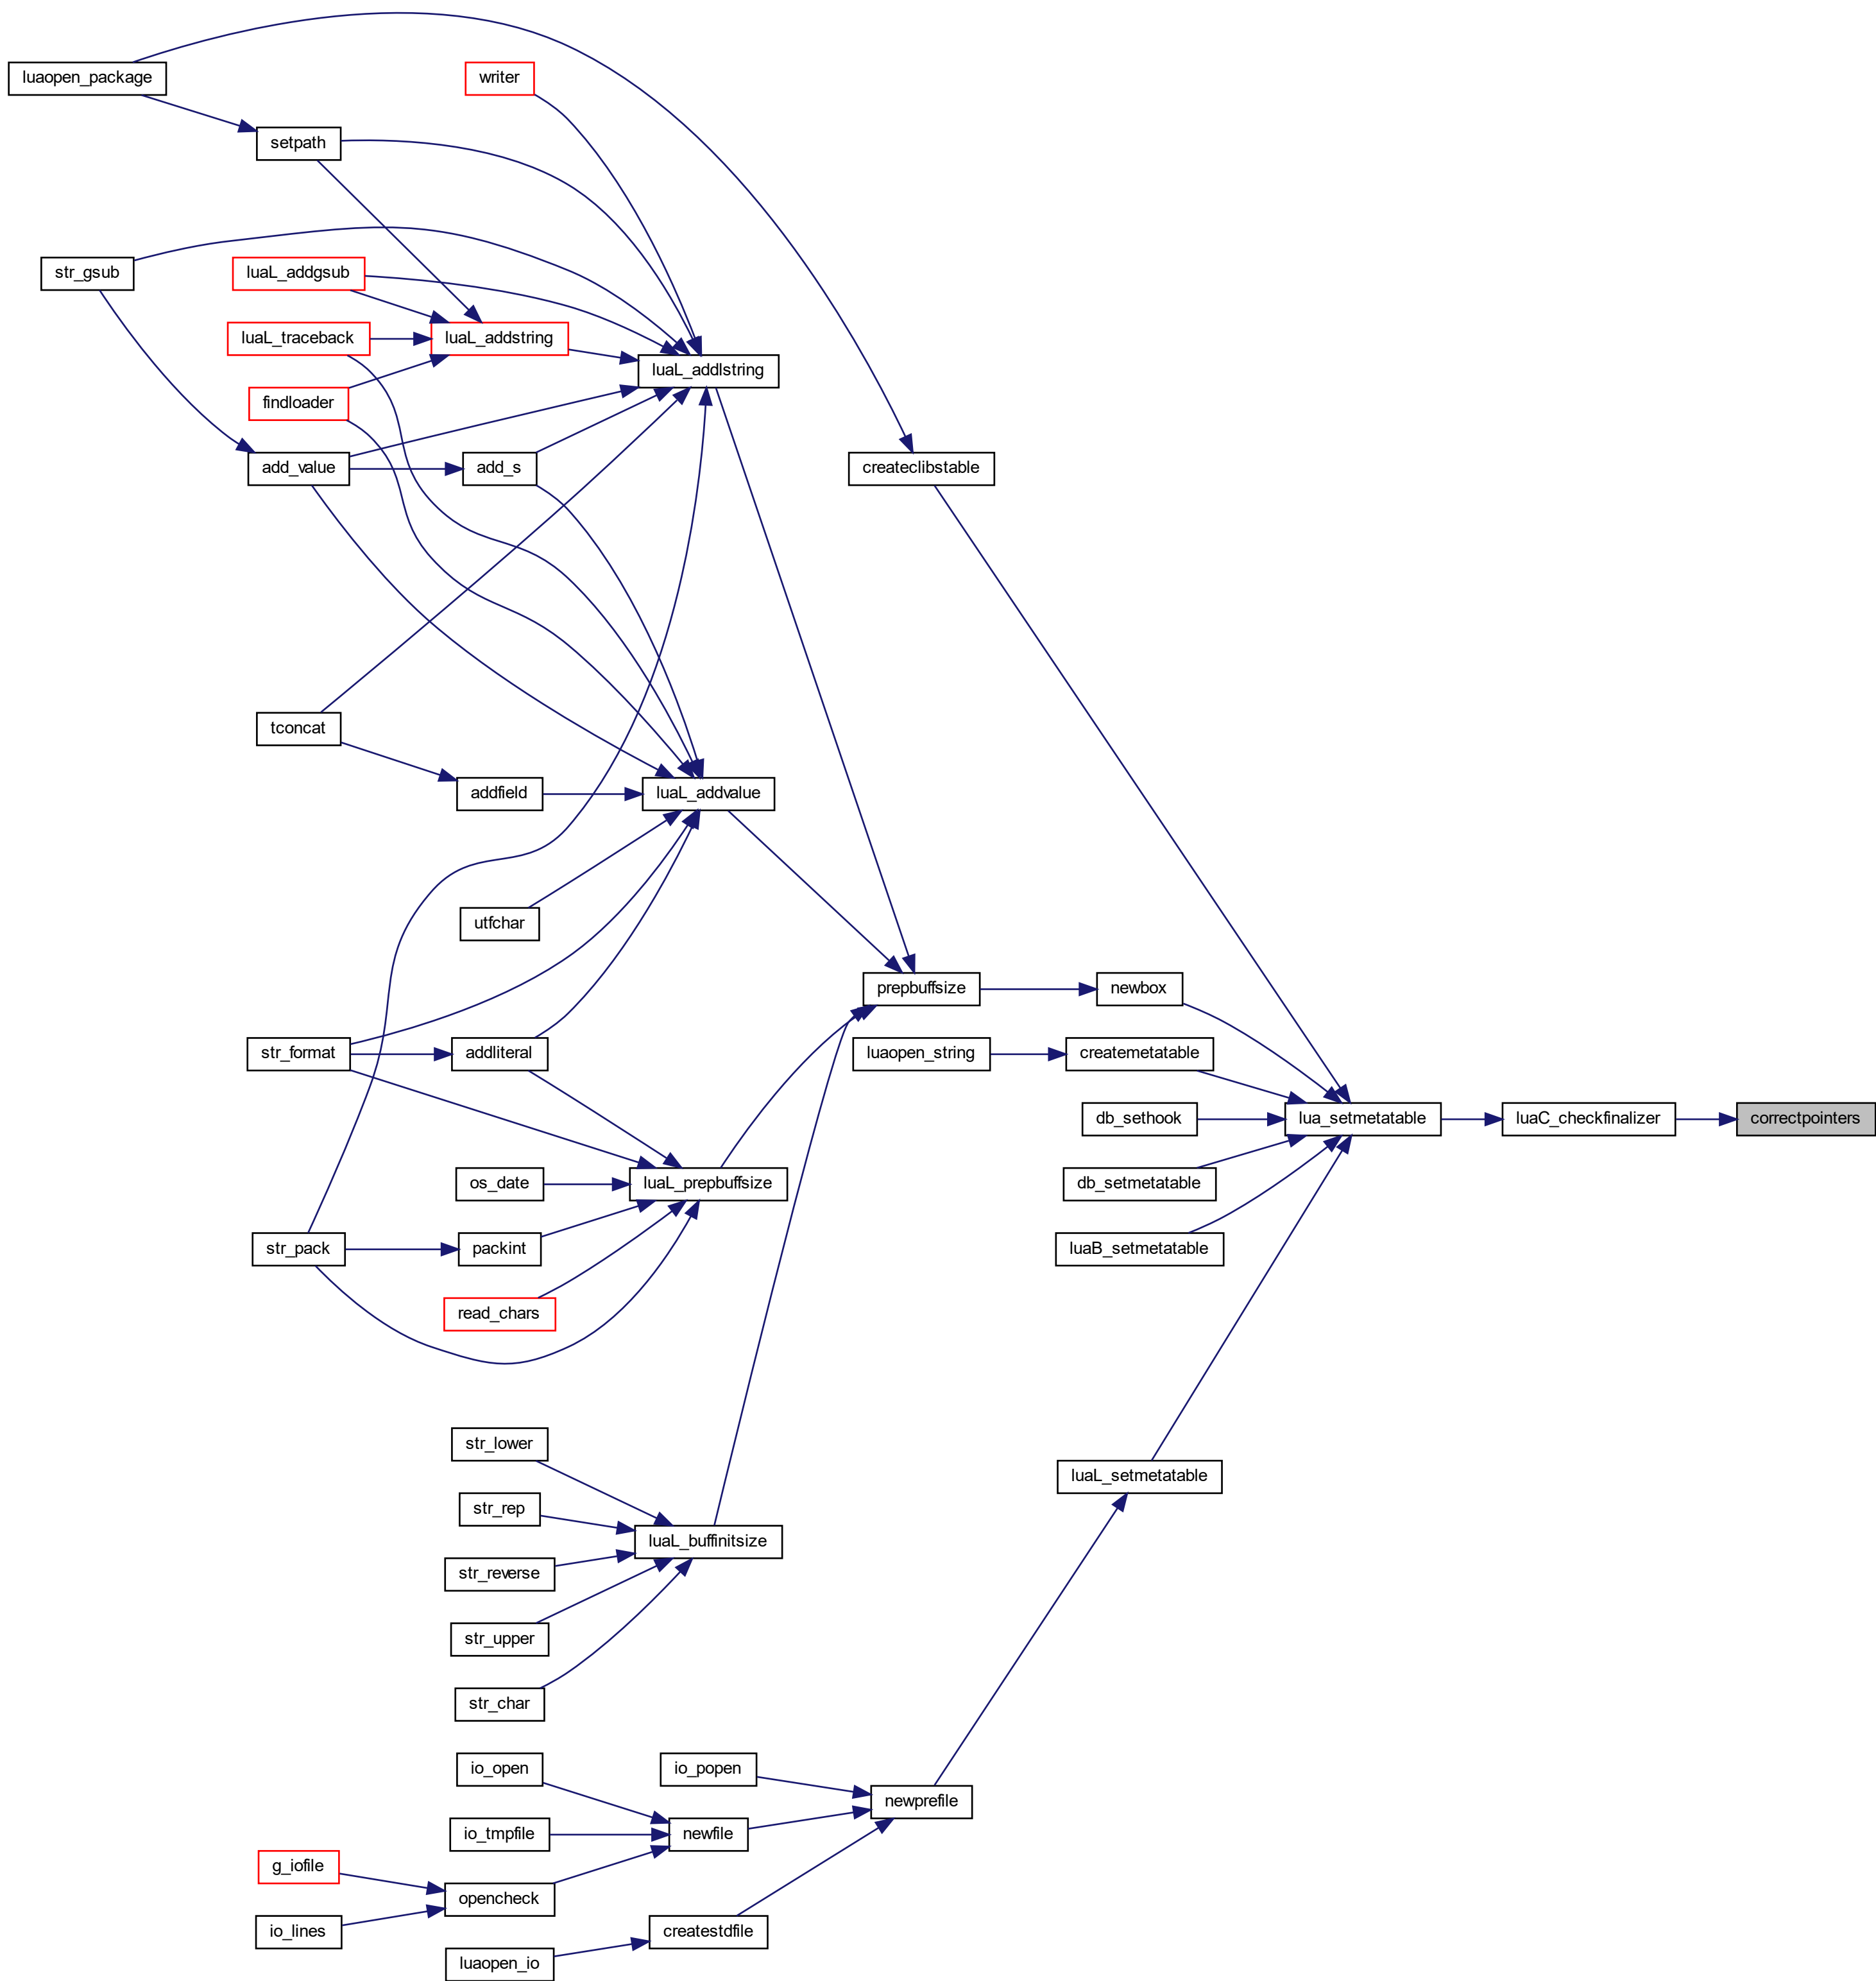 luaopen_package
writer
setpath
str_gsub
luaL_addgsub
luaL_traceback
luaL_addstring
luaL_addlstring
findloader
add_value
add_s
createclibstable
tconcat
addfield
luaL_addvalue
utfchar
prepbuffsize
newbox
str_format
addliteral
luaopen_string
createmetatable
db_sethook
lua_setmetatable
luaC_checkfinalizer
correctpointers
os_date
luaL_prepbuffsize
db_setmetatable
str_pack
packint
luaB_setmetatable
read_chars
str_lower
luaL_setmetatable
str_rep
luaL_buffinitsize
str_reverse
str_upper
str_char
io_open
io_popen
newprefile
io_tmpfile
newfile
g_iofile
opencheck
io_lines
createstdfile
luaopen_io